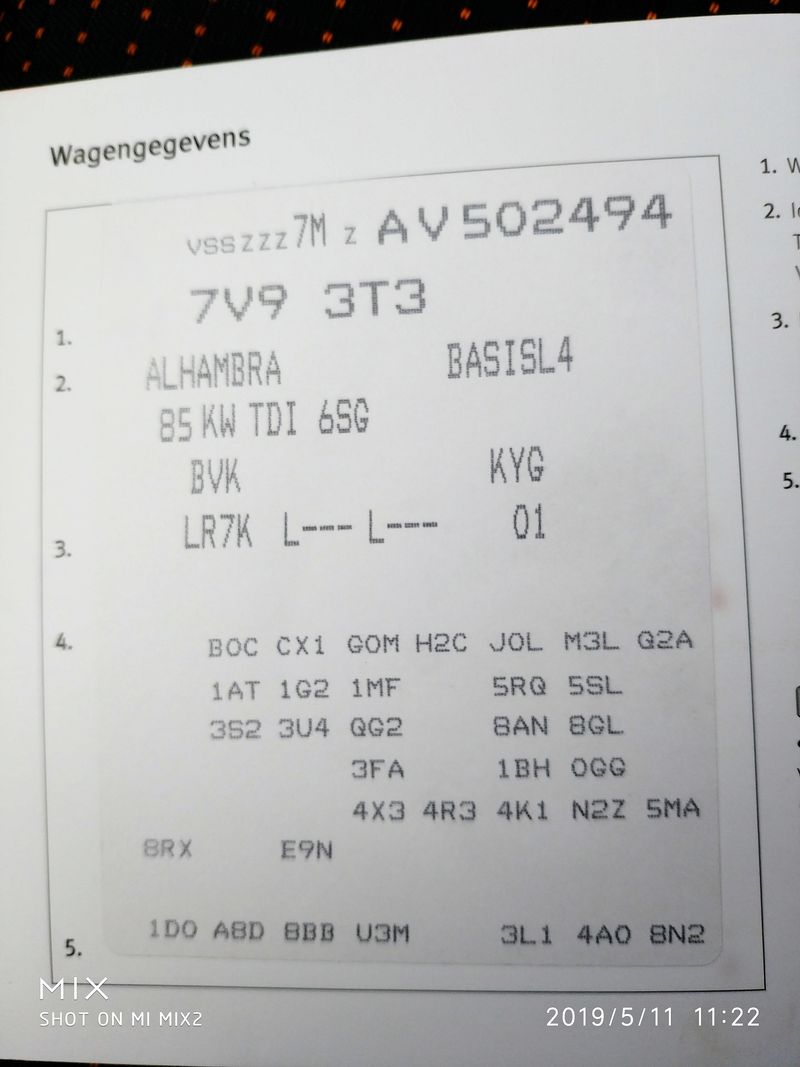 Wagengegevens
vsszzz7M z AV502494
7V9 3T3
1.
2. ALHAMBRA BASISL4
85 KW TDI 6SG
BVK KYG
3. LR7K L--- L--- 01
4. B0C CX1 G0M H2C J0L M3L Q2A
1AT 1G2 1MF 5RQ 5SL
3S2 3U4 QG2 8AN 8GL
3FA 1BH 0GG
4X3 4R3 4K1 N2Z 5MA
8RX E9N
5. 1D0 A8D 8BB U3M 3L1 4A0 8N2
1.
2.
3.
4.
5.
MIX
SHOT ON MI MIX2
2019/5/11 11:22